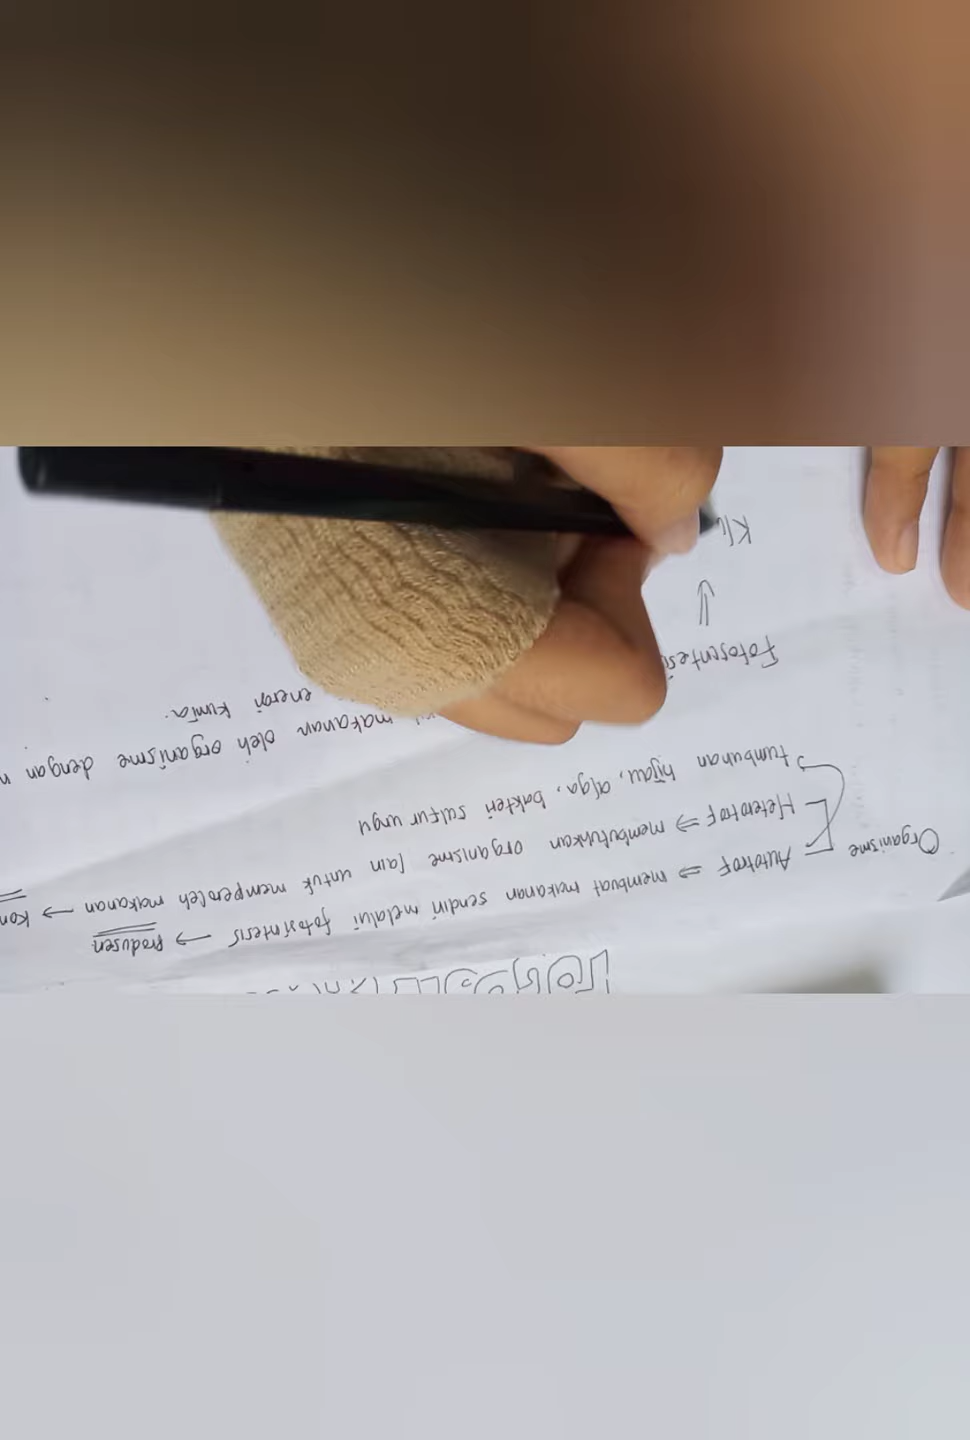 Organisme
Autotrof ⇒ membuat makanan sendiri melalui fotosintesis → Produsen
Heterotrof ⇒ membutuhkan organisme lain untuk memperoleh makanan →
tumbuhan hijau, alga, bakteri sulfur ungu
makanan oleh organisme dengan
energi kimia.